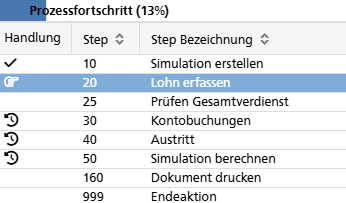 Prozessfortschritt (13%)
Handlung Step Step Bezeichnung
10 Simulation erstellen
20 Lohn erfassen
25 Prüfen Gesamtverdienst
30 Kontobuchungen
40 Austritt
50 Simulation berechnen
160 Dokument drucken
999 Endeaktion